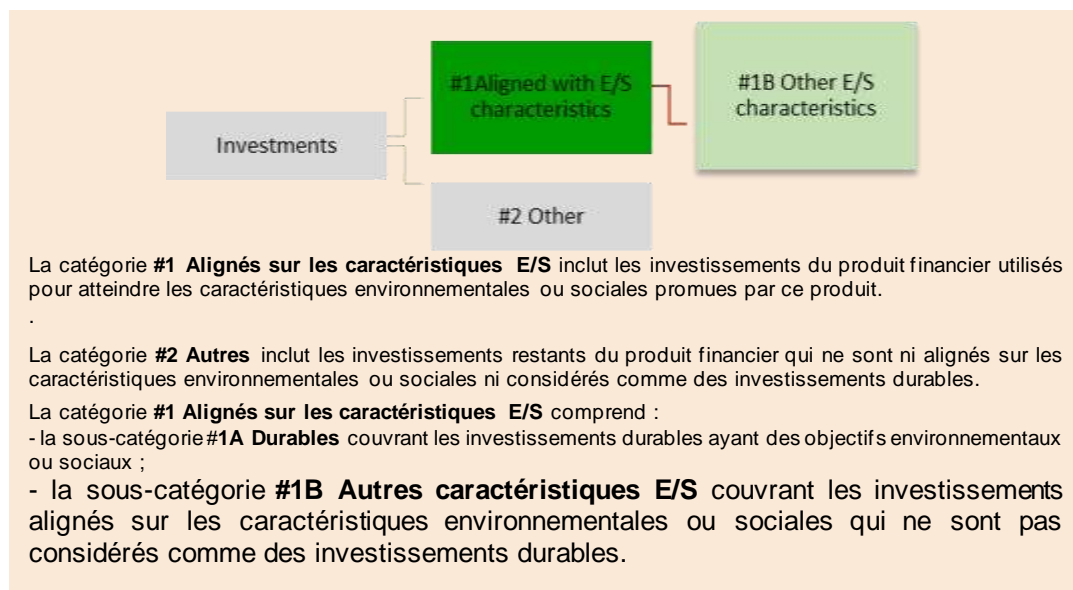 #1Aligned with E/S
characteristics
#1B Other E/S
characteristics
Investments
#2 Other
La catégorie #1 Alignés sur les caractéristiques E/S inclut les investissements du produit financier utilisés
pour atteindre les caractéristiques environnementales ou sociales promues par ce produit.
.
La catégorie #2 Autres inclut les investissements restants du produit financier qui ne sont ni alignés sur les
caractéristiques environnementales ou sociales ni considérés comme des investissements durables.
La catégorie #1 Alignés sur les caractéristiques E/S comprend :
- la sous-catégorie #1A Durables couvrant les investissements durables ayant des objectifs environnementaux
ou sociaux ;
- la sous-catégorie #1B Autres caractéristiques E/S couvrant les investissements
alignés sur les caractéristiques environnementales ou sociales qui ne sont pas
considérés comme des investissements durables.